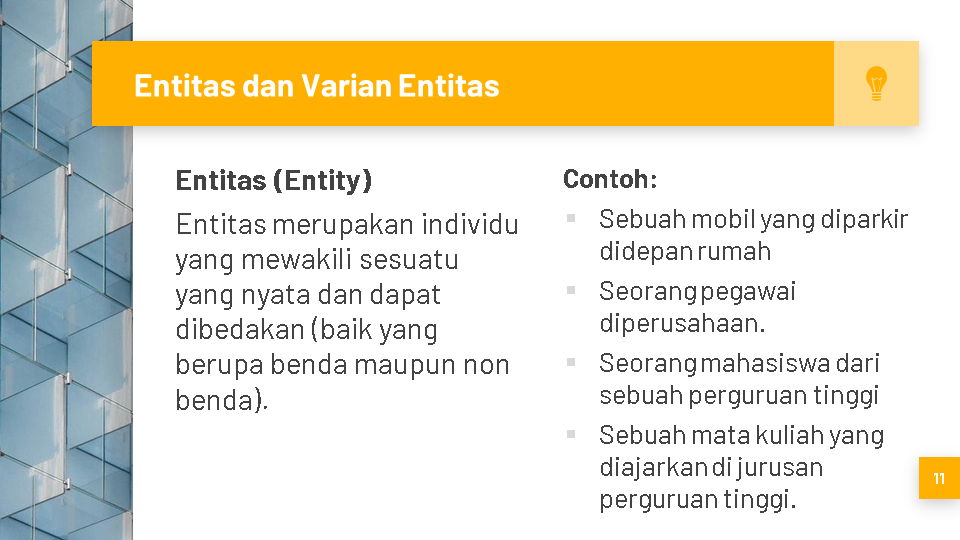 Entitas dan Varian Entitas
Entitas (Entity)
Entitas merupakan individu
yang mewakili sesuatu
yang nyata dan dapat
dibedakan (baik yang
berupa benda maupun non
benda).
Contoh:
Sebuah mobil yang diparkir
didepan rumah
Seorang pegawai
diperusahaan.
Seorang mahasiswa dari
sebuah perguruan tinggi
Sebuah mata kuliah yang
diajarkan di jurusan
perguruan tinggi.
11